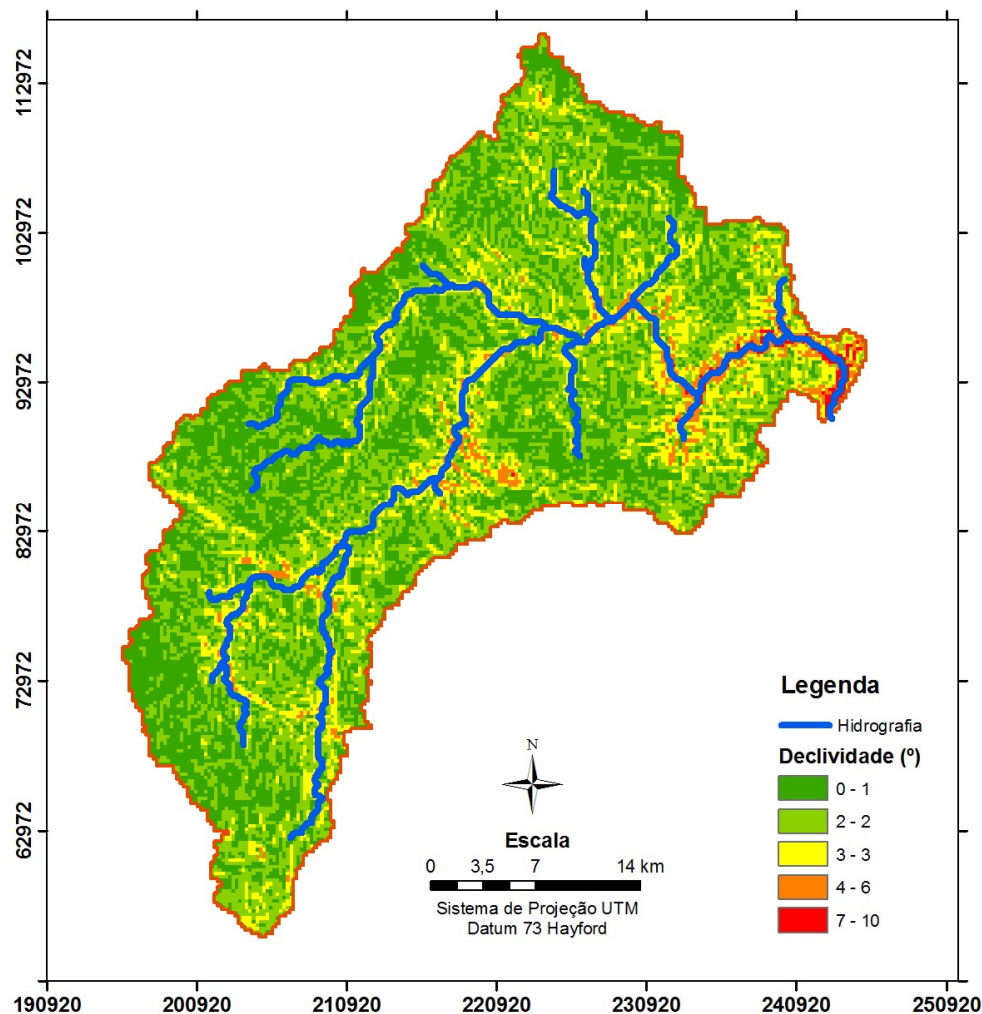 112972
102972
92972
82972
72972
62972
Legenda
Hidrografia
Declividade (º)
0 - 1
2 - 2
3 - 3
4 - 6
7 - 10
N
Escala
0 3,5 7 14 km
Sistema de Projeção UTM
Datum 73 Hayford
190920 200920 210920 220920 230920 240920 250920